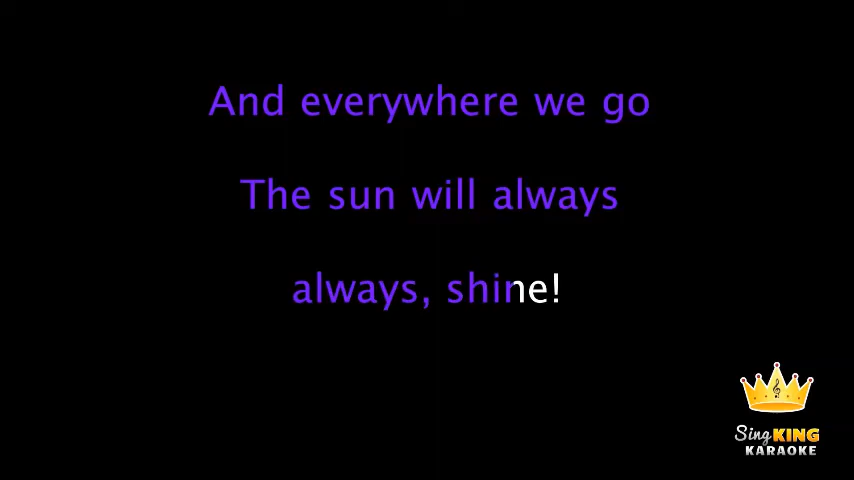 And everywhere we go
The sun will always
always, shine!
Sing KING
KARAOKE